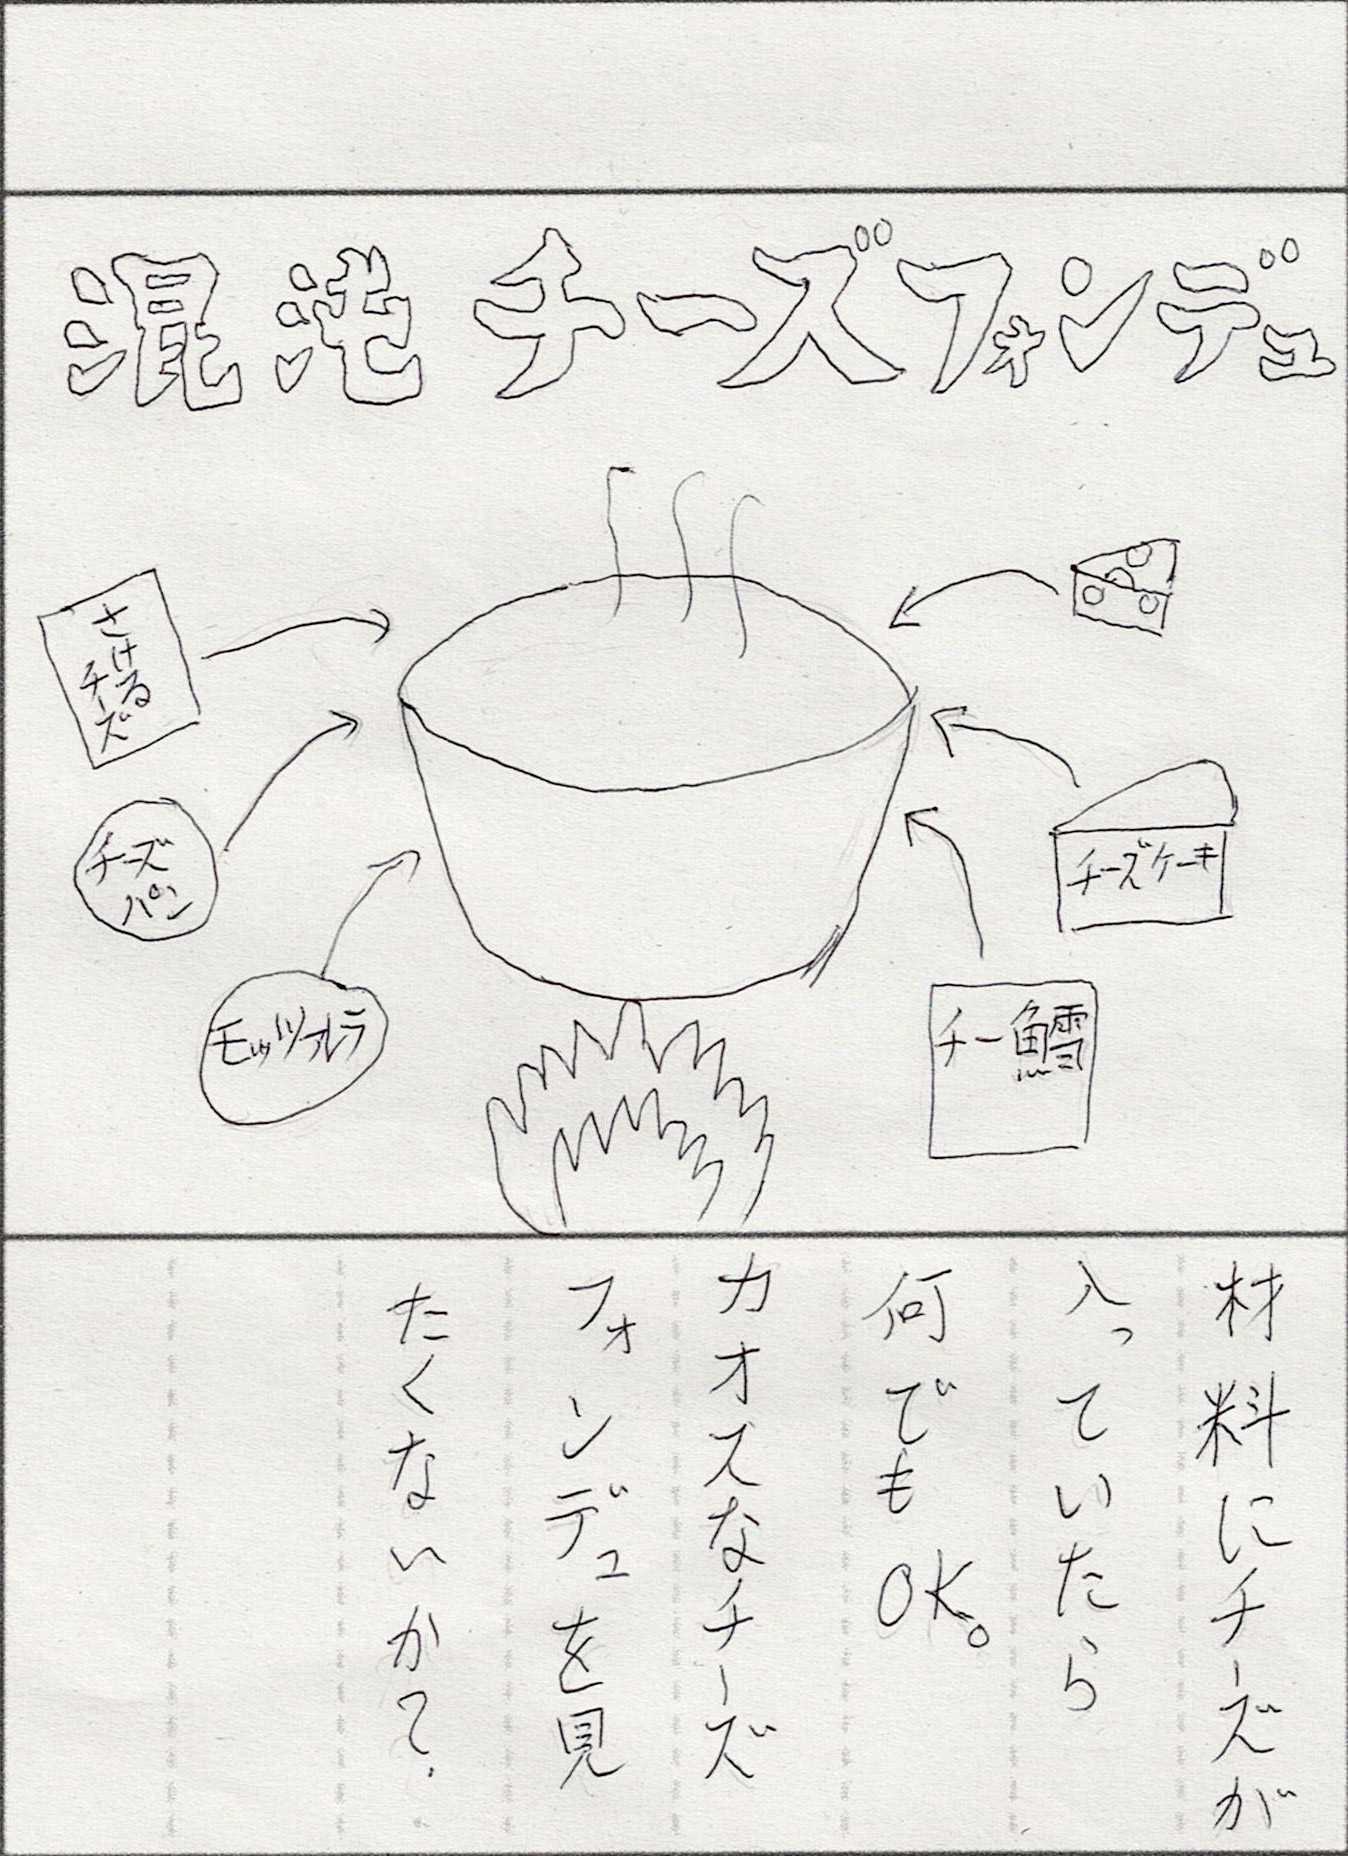 混沌 チーズフォンデュ
さける
チーズ
チーズ
パン
モッツァレラ
チーズケーキ
チー鱈
材料にチーズが
入っていたら
何でもOK。
カオスなチーズ
フォンデュを見
たくないかて?